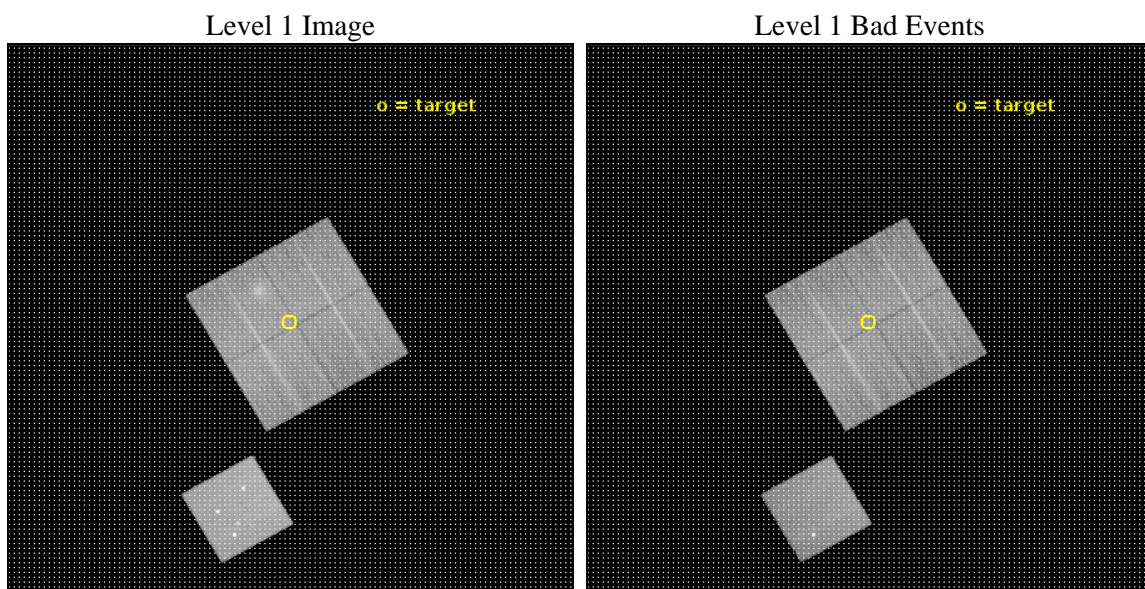 Level 1 Image
Level 1 Bad Events
o = target
o = target